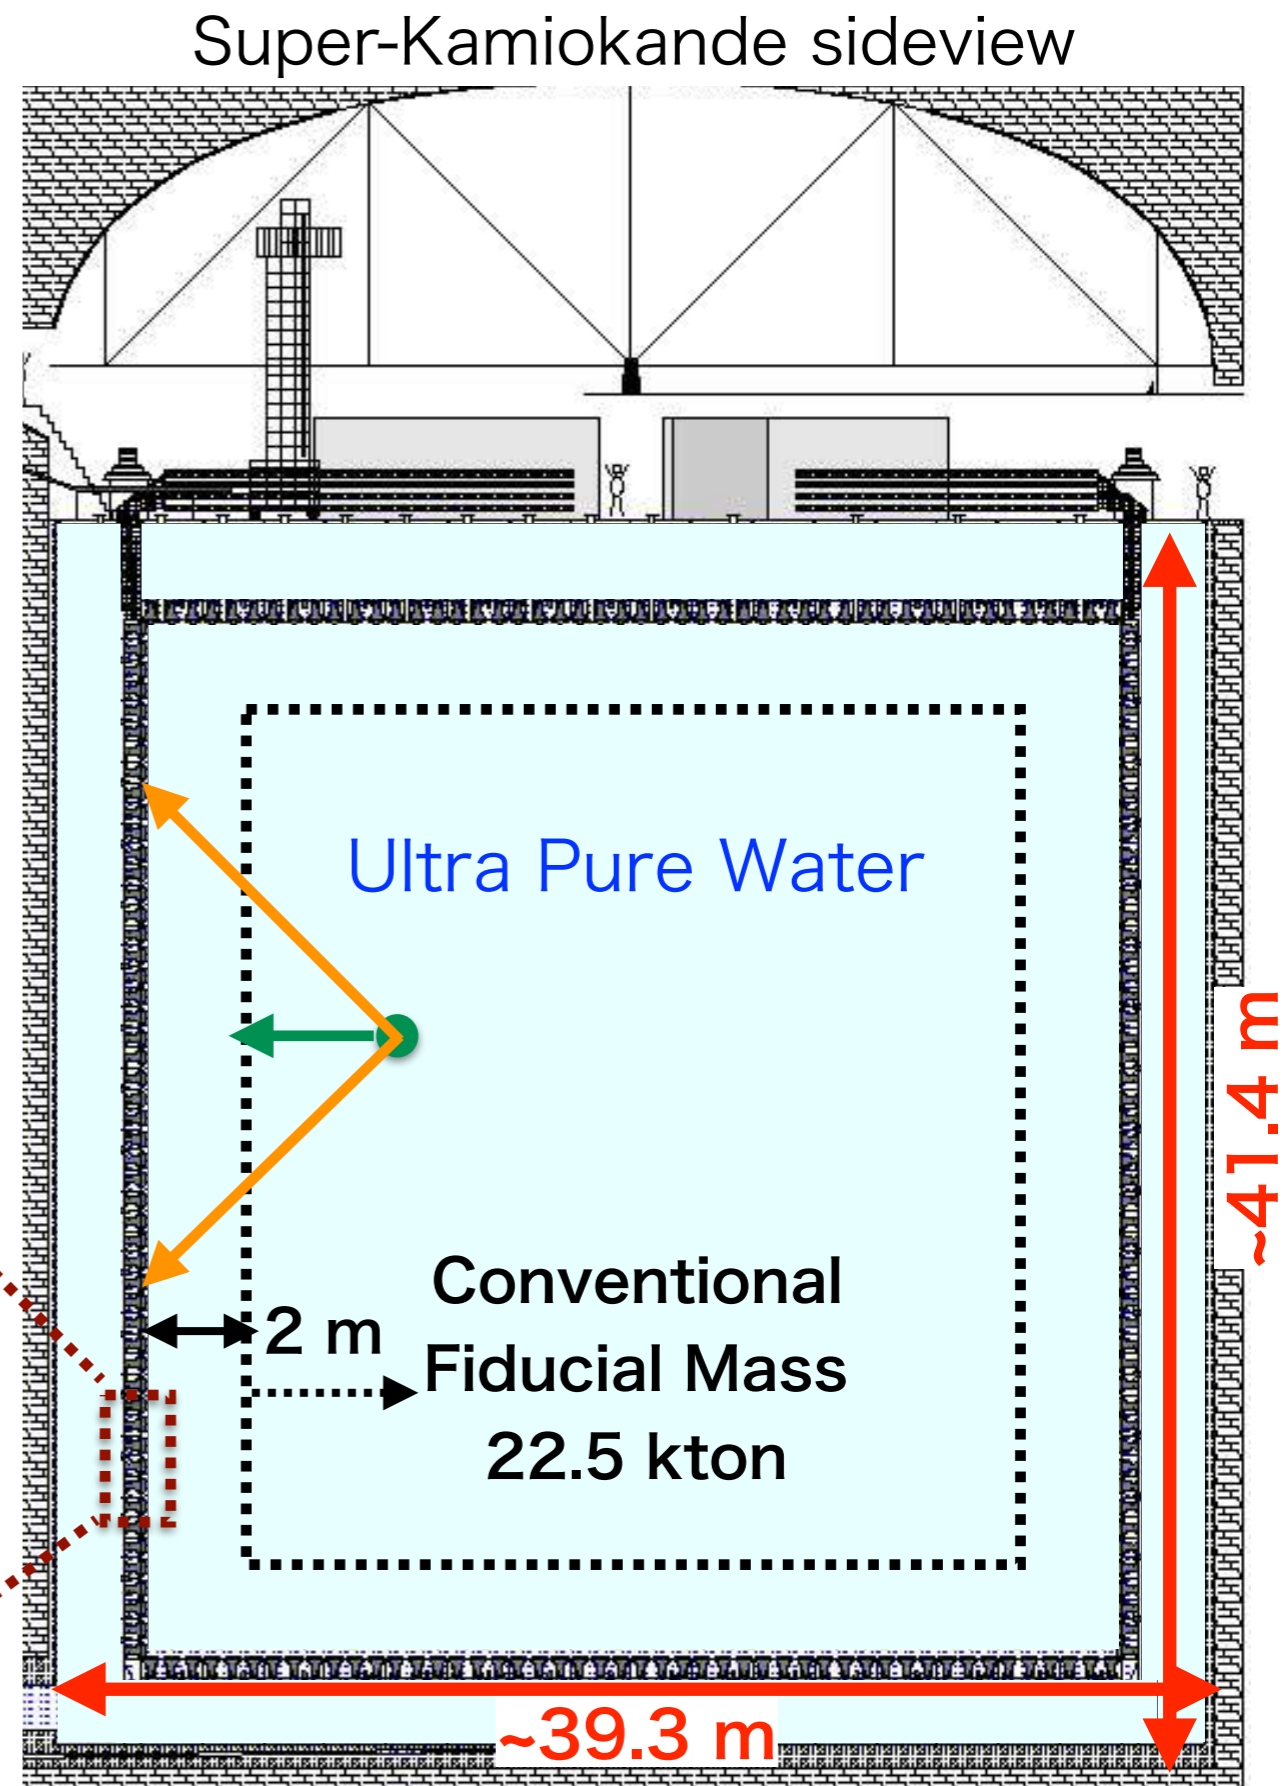 Super-Kamiokande sideview
Ultra Pure Water
~41.4 m
2 m
Conventional
Fiducial Mass
22.5 kton
~39.3 m